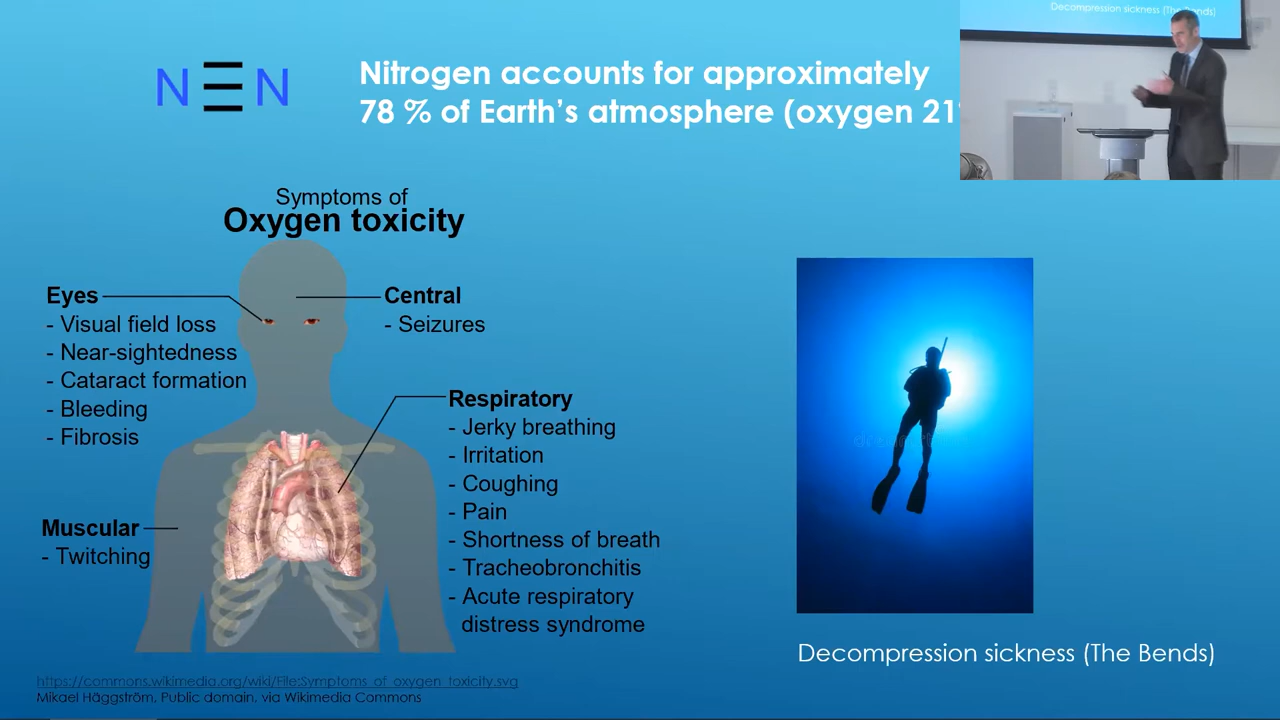 N≡N
Nitrogen accounts for approximately
78 % of Earth's atmosphere (oxygen 21
Decompression sickness (The Bends)
Symptoms of
Oxygen toxicity
Eyes
- Visual field loss
- Near-sightedness
- Cataract formation
- Bleeding
- Fibrosis
Central
- Seizures
Respiratory
- Jerky breathing
- Irritation
- Coughing
- Pain
- Shortness of breath
- Tracheobronchitis
- Acute respiratory
distress syndrome
Muscular
- Twitching
Decompression sickness (The Bends)
https://commons.wikimedia.org/wiki/File:Symptoms_of_oxygen_toxicity.svg
Mikael Häggström, Public domain, via Wikimedia Commons